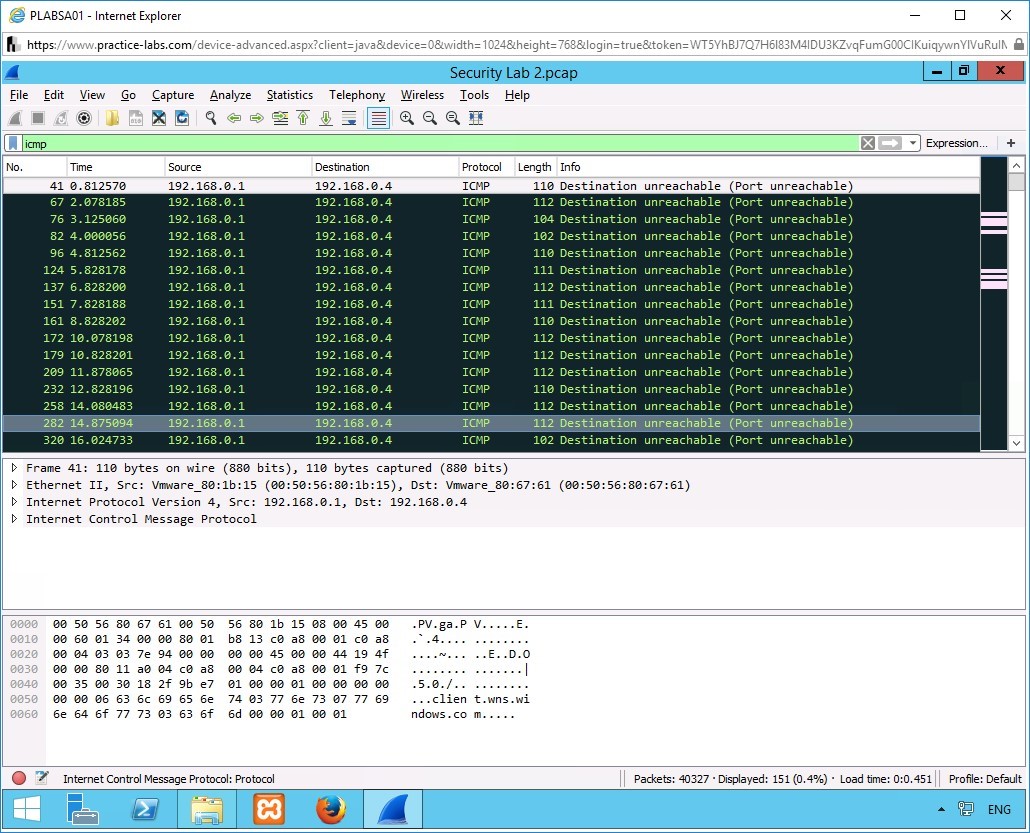 PLABSA01 - Internet Explorer
https://www.practice-labs.com/device-advanced.aspx?client=java&device=0&width=1024&height=768&login=true&token=WT5YhBJ7Q7H6I83M4IDU3KZvqFumG00CIKuiqywnYIVuRuIN
Security Lab 2.pcap
File Edit View Go Capture Analyze Statistics Telephony Wireless Tools Help
icmp Expression... +
No. Time Source Destination Protocol Length Info
41 0.812570 192.168.0.1 192.168.0.4 ICMP 110 Destination unreachable (Port unreachable)
67 2.078185 192.168.0.1 192.168.0.4 ICMP 112 Destination unreachable (Port unreachable)
76 3.125060 192.168.0.1 192.168.0.4 ICMP 104 Destination unreachable (Port unreachable)
82 4.000056 192.168.0.1 192.168.0.4 ICMP 102 Destination unreachable (Port unreachable)
96 4.812562 192.168.0.1 192.168.0.4 ICMP 110 Destination unreachable (Port unreachable)
124 5.828178 192.168.0.1 192.168.0.4 ICMP 111 Destination unreachable (Port unreachable)
137 6.828200 192.168.0.1 192.168.0.4 ICMP 112 Destination unreachable (Port unreachable)
151 7.828188 192.168.0.1 192.168.0.4 ICMP 111 Destination unreachable (Port unreachable)
161 8.828202 192.168.0.1 192.168.0.4 ICMP 110 Destination unreachable (Port unreachable)
172 10.078198 192.168.0.1 192.168.0.4 ICMP 112 Destination unreachable (Port unreachable)
179 10.828201 192.168.0.1 192.168.0.4 ICMP 112 Destination unreachable (Port unreachable)
209 11.878065 192.168.0.1 192.168.0.4 ICMP 112 Destination unreachable (Port unreachable)
232 12.828196 192.168.0.1 192.168.0.4 ICMP 110 Destination unreachable (Port unreachable)
258 14.080483 192.168.0.1 192.168.0.4 ICMP 112 Destination unreachable (Port unreachable)
282 14.875094 192.168.0.1 192.168.0.4 ICMP 112 Destination unreachable (Port unreachable)
320 16.024733 192.168.0.1 192.168.0.4 ICMP 102 Destination unreachable (Port unreachable)
Frame 41: 110 bytes on wire (880 bits), 110 bytes captured (880 bits)
Ethernet II, Src: Vmware_80:1b:15 (00:50:56:80:1b:15), Dst: Vmware_80:67:61 (00:50:56:80:67:61)
Internet Protocol Version 4, Src: 192.168.0.1, Dst: 192.168.0.4
Internet Control Message Protocol
0000 00 50 56 80 67 61 00 50 56 80 1b 15 08 00 45 00 .PV.ga.P V.....E.
0010 00 60 01 34 00 00 80 01 b8 13 c0 a8 00 01 c0 a8 .`.4.... ........
0020 00 04 03 03 7e 94 00 00 00 00 45 00 00 44 19 4f ....~... ..E..D.O
0030 00 00 80 11 a0 04 c0 a8 00 04 c0 a8 00 01 f9 7c ........ .......|
0040 00 35 00 30 18 2f 9b e7 01 00 00 01 00 00 00 00 .5.0./.. ........
0050 00 00 06 63 6c 69 65 6e 74 03 77 6e 73 07 77 69 ...clien t.wns.wi
0060 6e 64 6f 77 73 03 63 6f 6d 00 00 01 00 01 ndows.co m.....
Internet Control Message Protocol: Protocol Packets: 40327 · Displayed: 151 (0.4%) · Load time: 0:0.451 Profile: Default
ENG